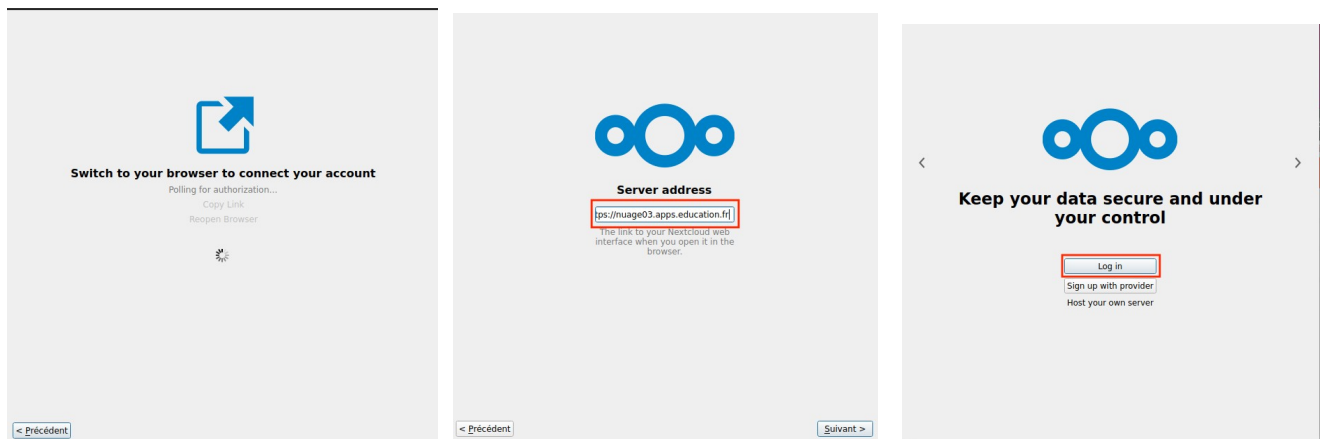 Switch to your browser to connect your account
Polling for authorization...
Copy Link
Reopen Browser
< Précédent
Server address
tps://nuage03.apps.education.fr
The link to your Nextcloud web
interface when you open it in the
browser.
< Précédent
Suivant >
<
>
Keep your data secure and under
your control
Log in
Sign up with provider
Host your own server